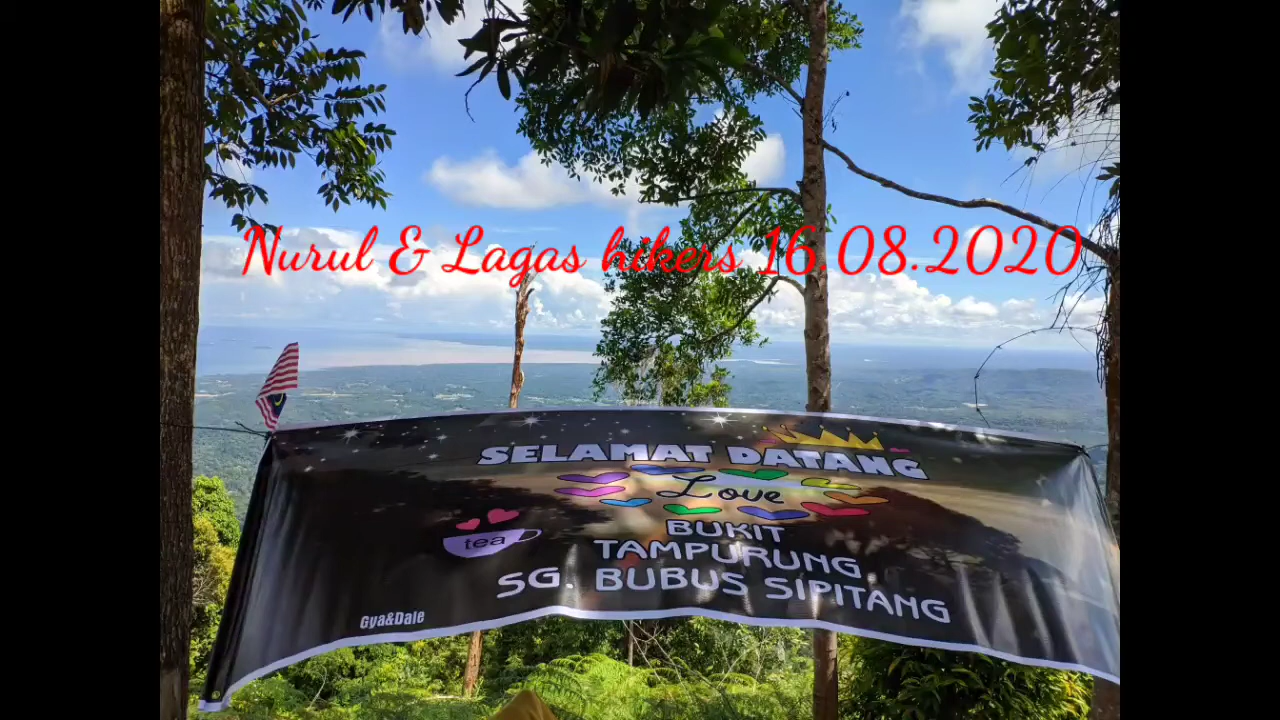 Nurul & Lagas hikers 16.08.2020
SELAMAT DATANG
Love
tea
BUKIT
TAMPURUNG
SG. BUBUS SIPITANG
Gya&Dale